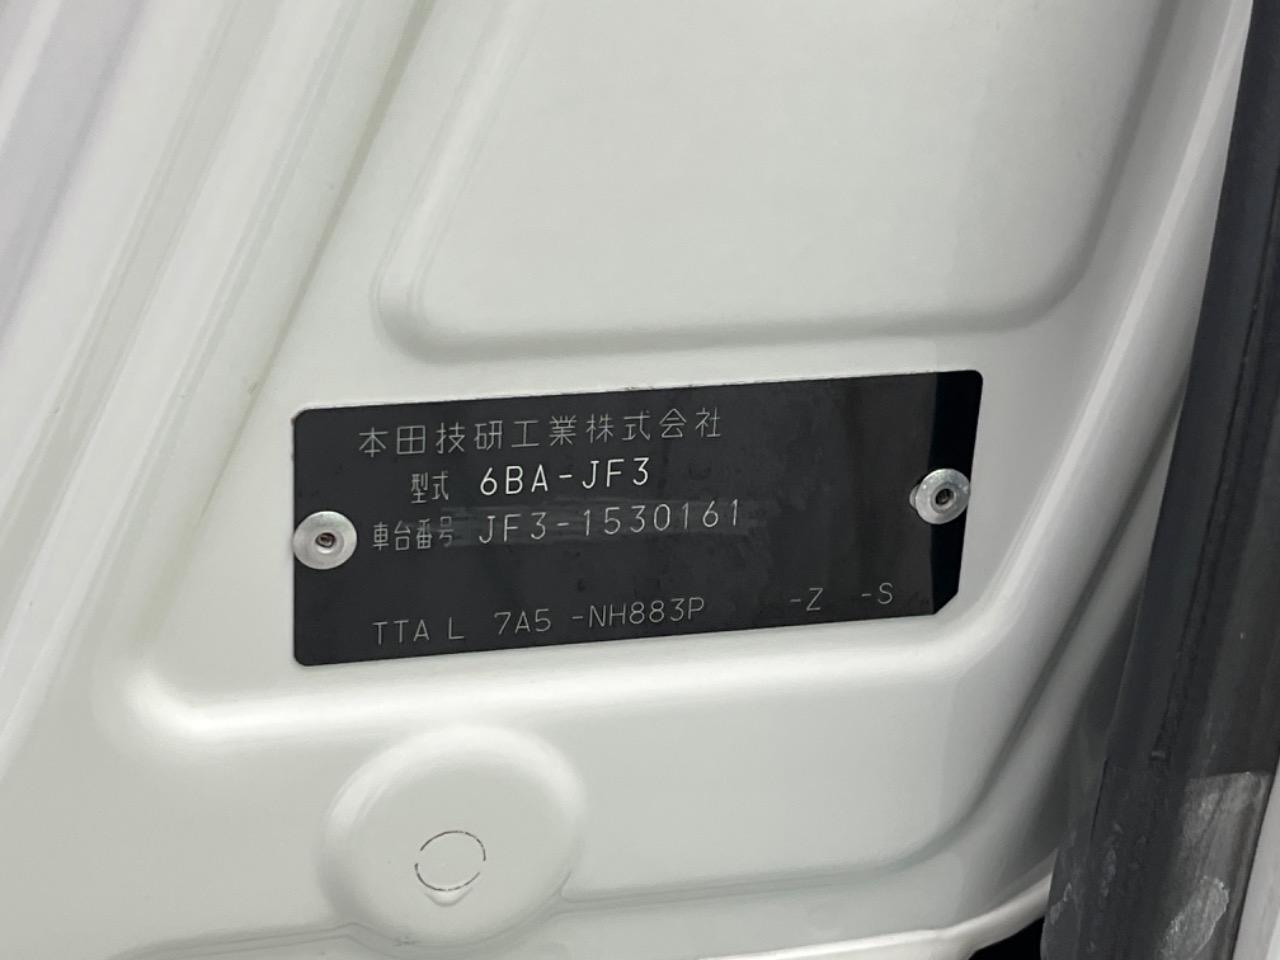 本田技研工業株式会社
型式 6BA-JF3
車台番号 JF3-1530161
TTA L 7A5 -NH883P -Z -S